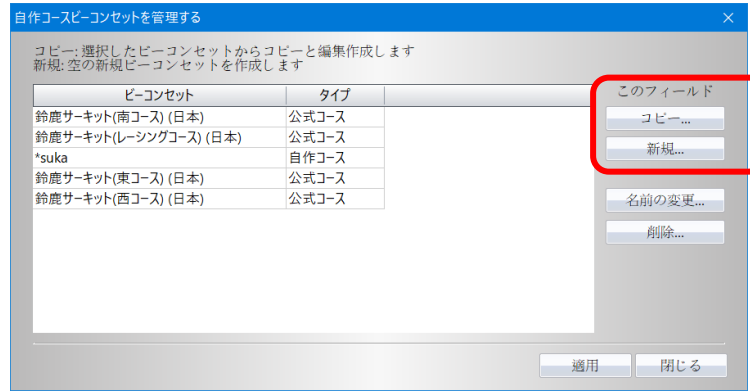 自作コースビーコンセットを管理する
コピー: 選択したビーコンセットからコピーと編集作成します
新規: 空の新規ビーコンセットを作成します
ビーコンセット タイプ
鈴鹿サーキット(南コース) (日本) 公式コース
鈴鹿サーキット(レーシングコース) (日本) 公式コース
*suka 自作コース
鈴鹿サーキット(東コース) (日本) 公式コース
鈴鹿サーキット(西コース) (日本) 公式コース
このフィールド
コピー...
新規...
名前の変更...
削除...
適用 閉じる